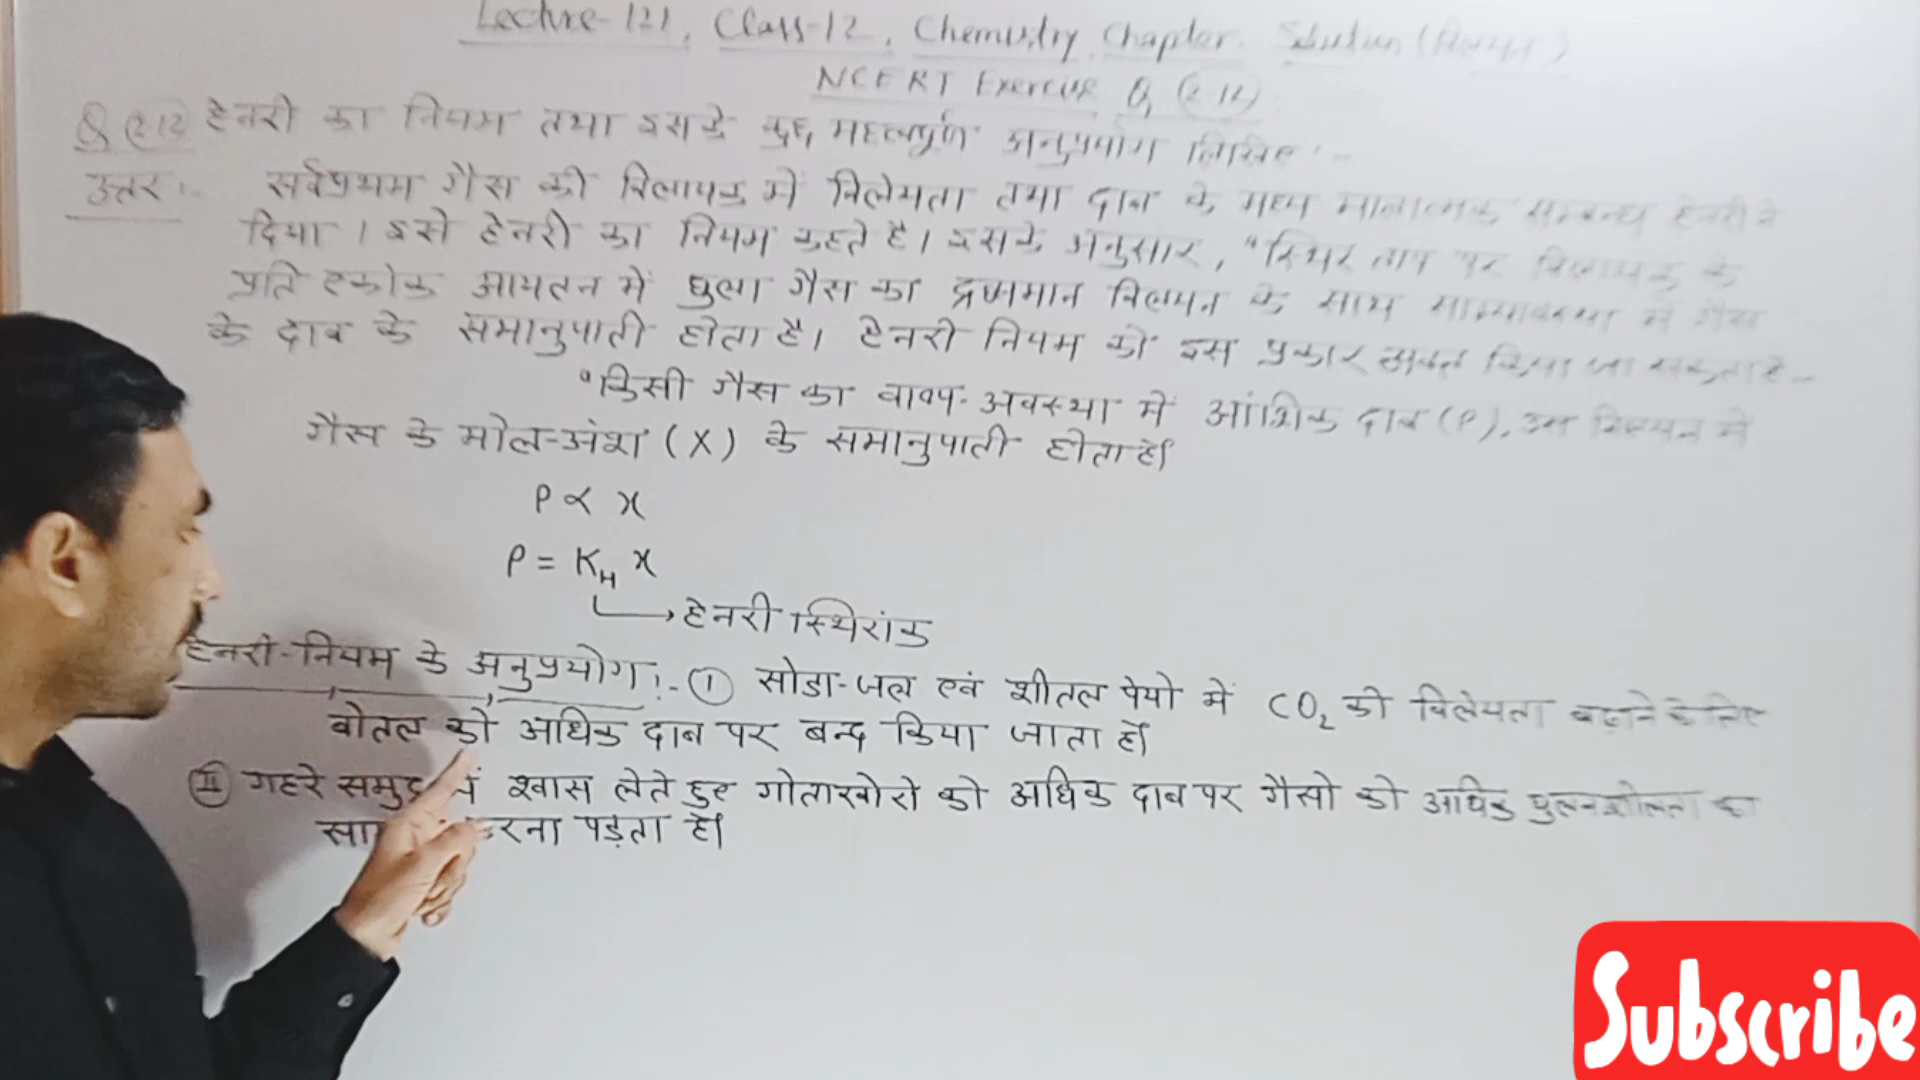 Lecture-121, Class-12, Chemistry Chapter. Solution (विलयन)
NCERT Exercise Q (2.12)
Q (2.12) हेनरी का नियम तथा इसके कुछ महत्वपूर्ण अनुप्रयोग लिखिए :-
उत्तर :- सर्वप्रथम गैस की विलायक में विलेयता तथा दाब के मध्य मात्रात्मक सम्बन्ध हेनरी ने
दिया । इसे हेनरी का नियम कहते है। इसके अनुसार, "स्थिर ताप पर विलायक के
प्रति एकांक आयतन में घुला गैस का द्रव्यमान विलयन के साथ साम्यावस्था में गैस
के दाब के समानुपाती होता है। हेनरी नियम को इस प्रकार व्यक्त किया जा सकता है-
"किसी गैस का वाष्प-अवस्था में आंशिक दाब (P), उस विलयन में
गैस के मोल-अंश (X) के समानुपाती होता है।
P ∝ x
P = K_H x
→ हेनरी स्थिरांक
हेनरी-नियम के अनुप्रयोग :- ① सोडा-जल एवं शीतल पेयो में CO₂ की विलेयता बढ़ाने के लिए
बोतल को अधिक दाब पर बन्द किया जाता है।
Ⅱ गहरे समुद्र में श्वास लेते हुए गोताखोरो को अधिक दाब पर गैसो की अधिक घुलनशीलता का
करना पड़ता है।
Subscribe